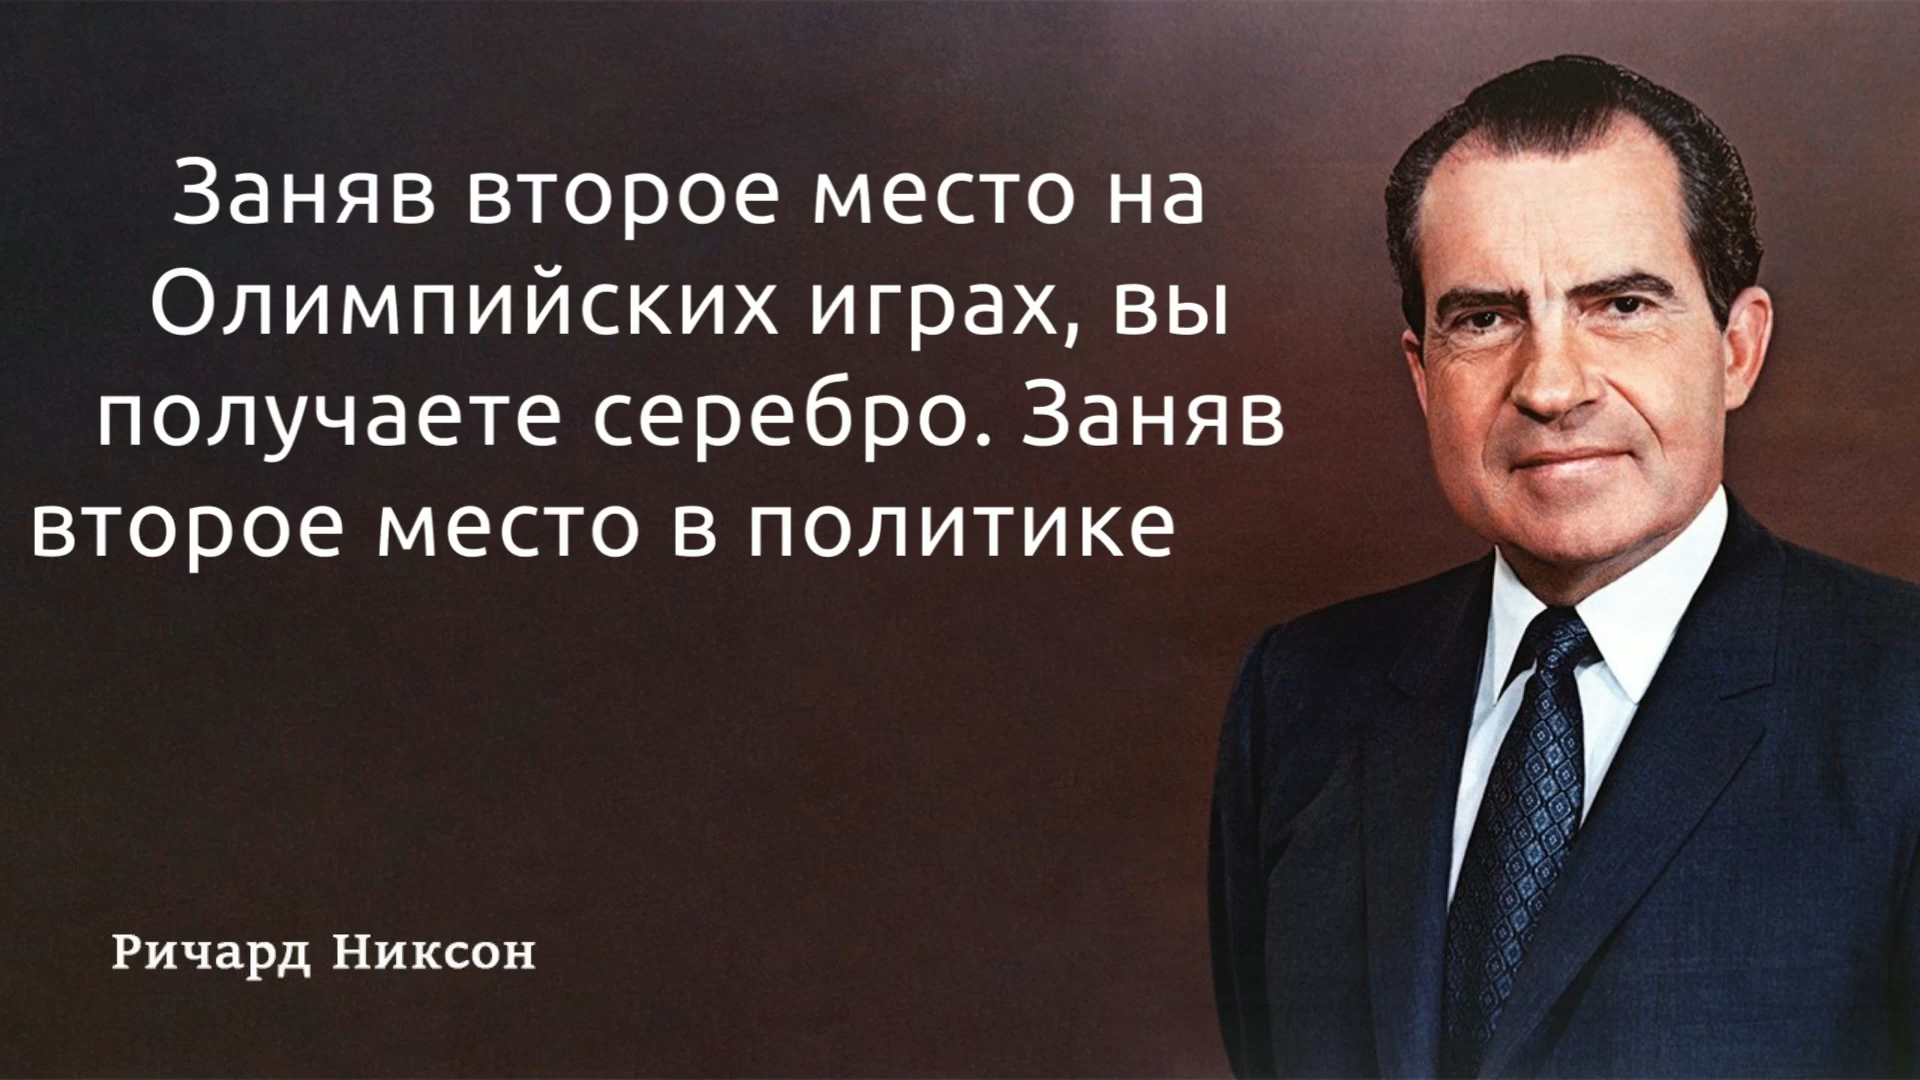 Заняв второе место на
Олимпийских играх, вы
получаете серебро. Заняв
второе место в политике
Ричард Никсон